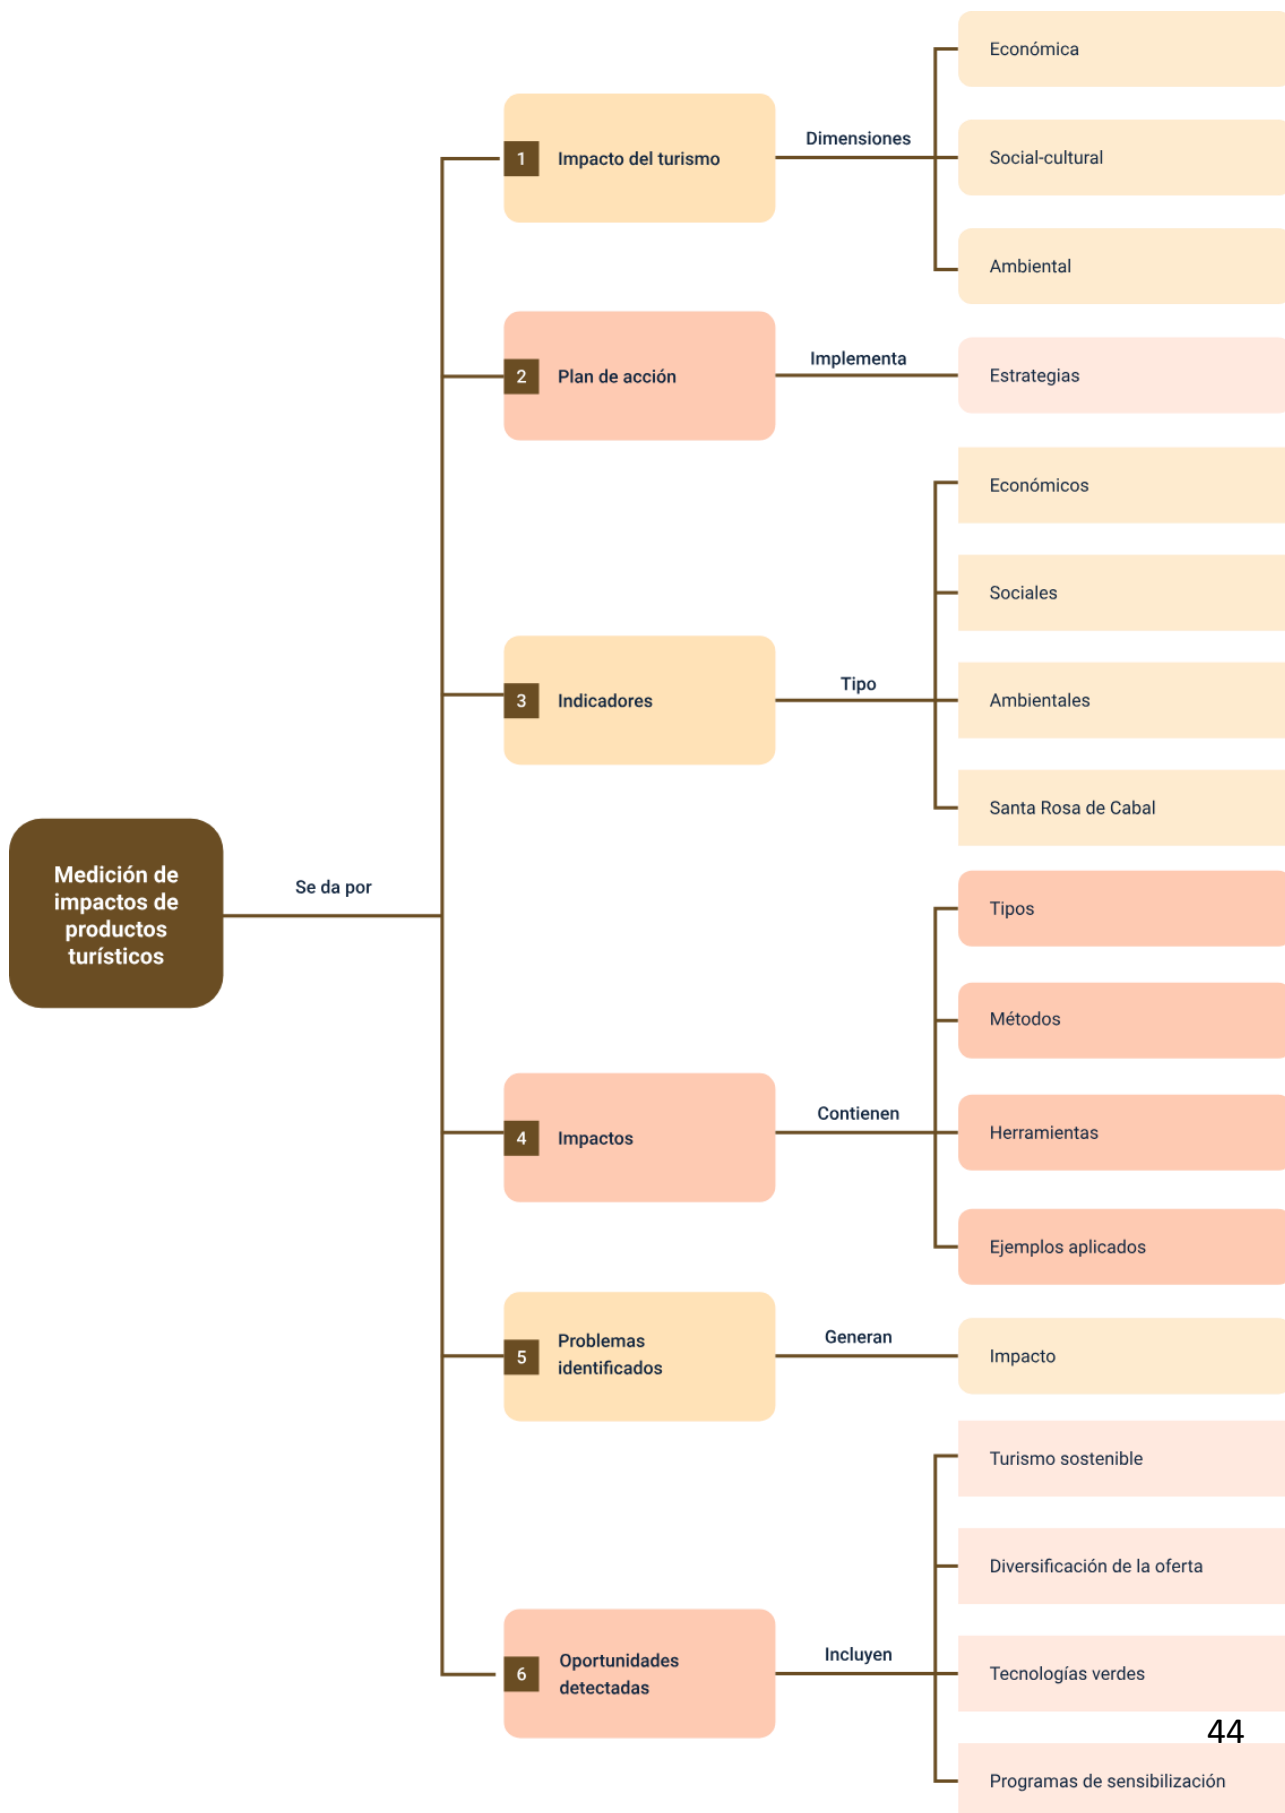 Medición de
impactos de
productos
turísticos
Se da por
1
Impacto del turismo
Dimensiones
Económica
Social-cultural
Ambiental
2
Plan de acción
Implementa
Estrategias
3
Indicadores
Tipo
Económicos
Sociales
Ambientales
Santa Rosa de Cabal
4
Impactos
Contienen
Tipos
Métodos
Herramientas
Ejemplos aplicados
5
Problemas
identificados
Generan
Impacto
6
Oportunidades
detectadas
Incluyen
Turismo sostenible
Diversificación de la oferta
Tecnologías verdes
Programas de sensibilización
44